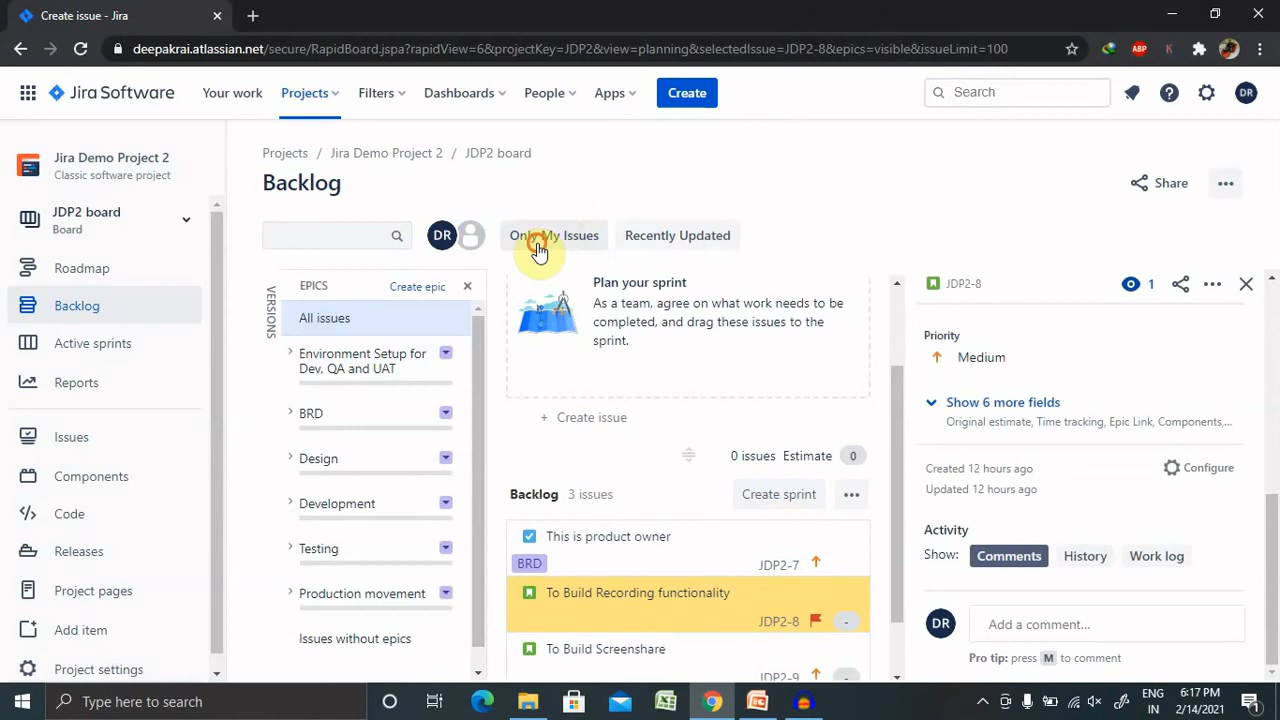 Create issue - Jira
deepakrai.atlassian.net/secure/RapidBoard.jspa?rapidView=6&projectKey=JDP2&view=planning&selectedIssue=JDP2-8&epics=visible&issueLimit=100
ABP
K
Jira Software
Your work
Projects
Filters
Dashboards
People
Apps
Create
Search
DR
Jira Demo Project 2
Classic software project
JDP2 board
Board
Roadmap
Backlog
Active sprints
Reports
Issues
Components
Code
Releases
Project pages
Add item
Project settings
Projects / Jira Demo Project 2 / JDP2 board
Backlog
Share
DR
Only My Issues
Recently Updated
VERSIONS
EPICS
Create epic
All issues
Environment Setup for
Dev, QA and UAT
BRD
Design
Development
Testing
Production movement
Issues without epics
Plan your sprint
As a team, agree on what work needs to be
completed, and drag these issues to the
sprint.
+ Create issue
0 issues Estimate 0
Backlog 3 issues
Create sprint
This is product owner
BRD
JDP2-7
To Build Recording functionality
JDP2-8
-
To Build Screenshare
JDP2-9
-
JDP2-8
1
Priority
Medium
Show 6 more fields
Original estimate, Time tracking, Epic Link, Components,...
Created 12 hours ago
Configure
Updated 12 hours ago
Activity
Show:
Comments
History
Work log
DR
Add a comment...
Pro tip: press M to comment
Type here to search
ENG
IN
6:17 PM
2/14/2021
1